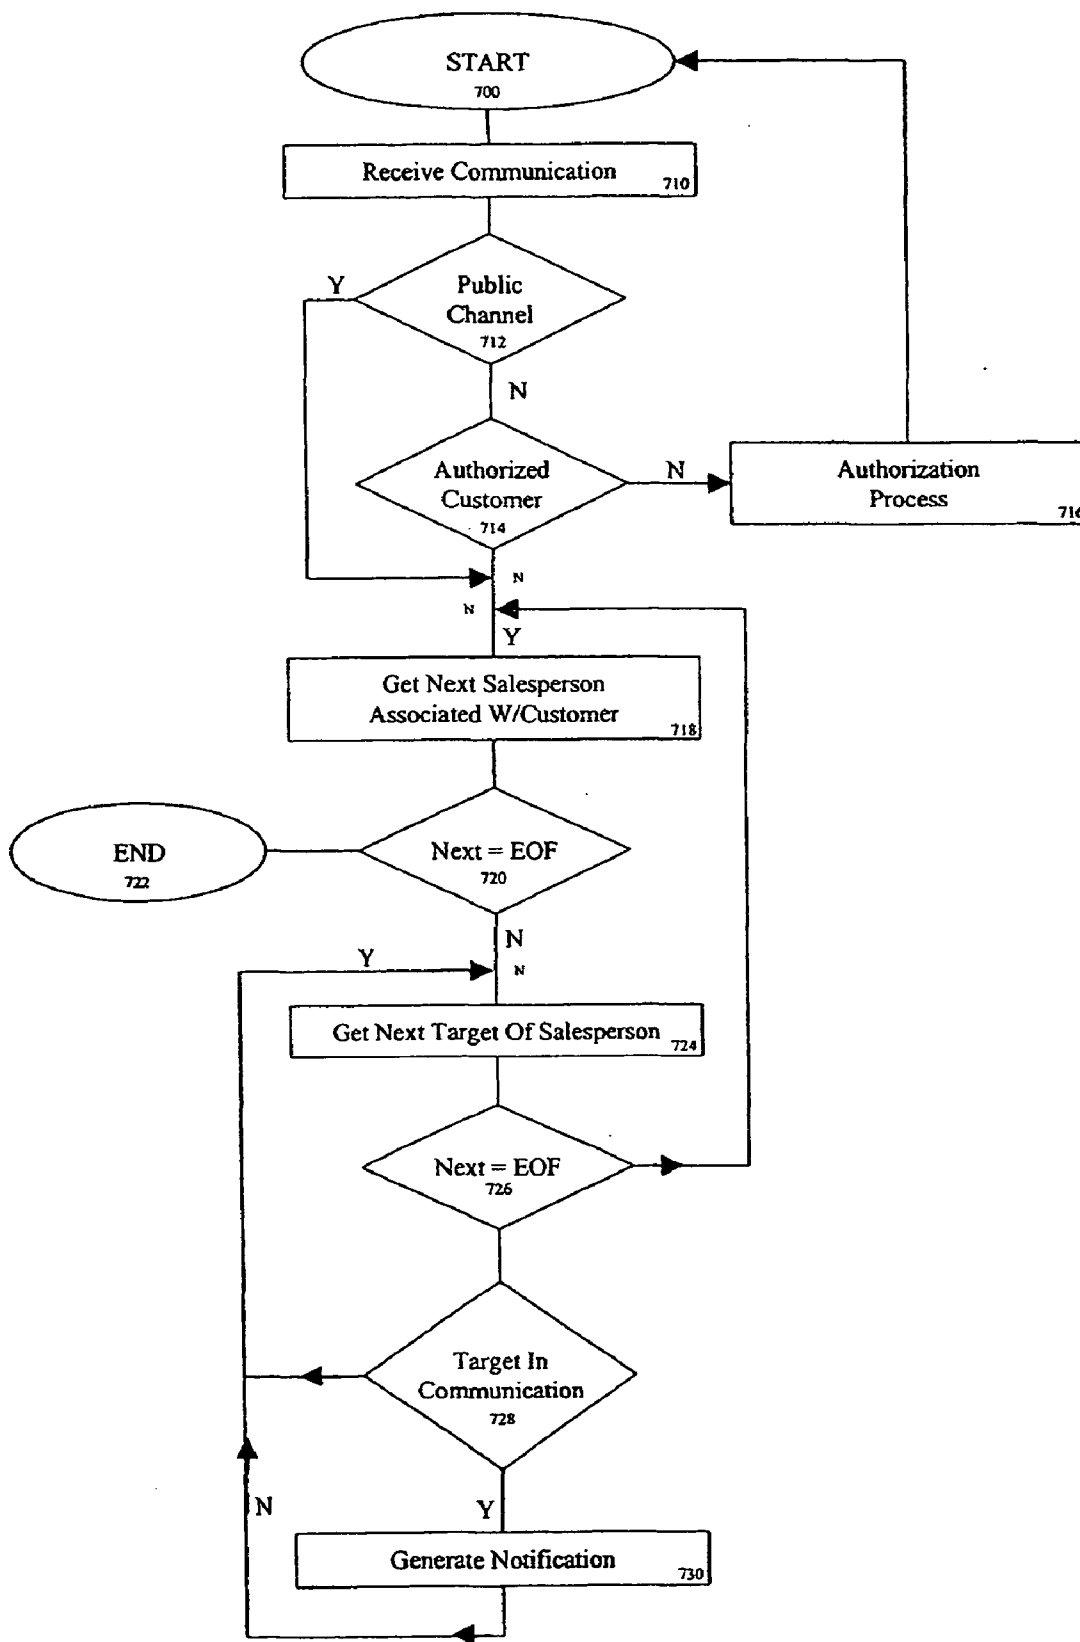 START
700
Receive Communication
710
Y
Public
Channel
712
N
Authorized
Customer
714
N
Authorization
Process
716
N
N
Y
Get Next Salesperson
Associated W/Customer
718
END
722
Next = EOF
720
N
Y
N
Get Next Target Of Salesperson
724
Next = EOF
726
Target In
Communication
728
N
Y
Generate Notification
730